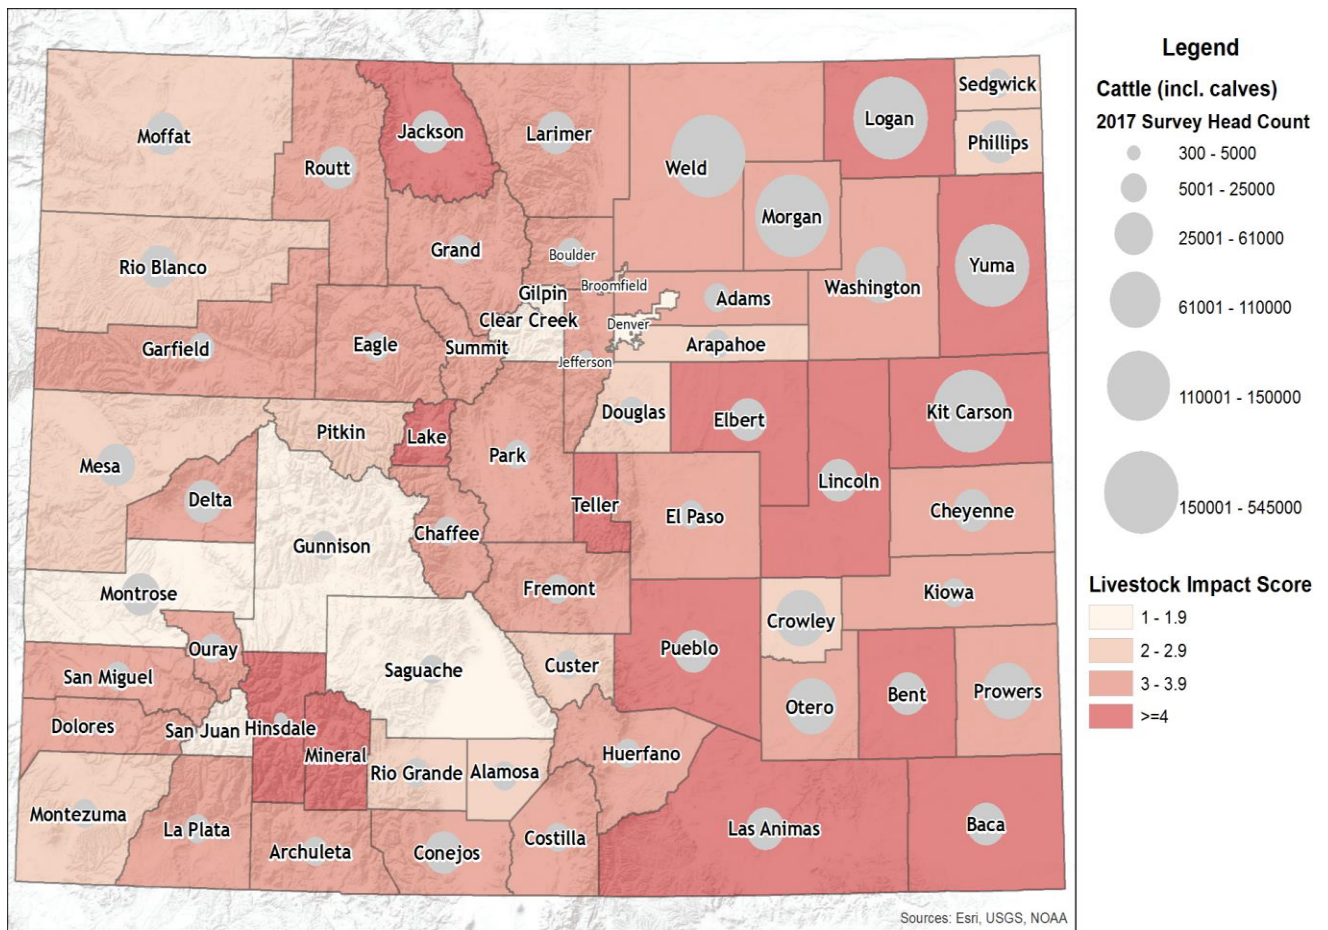 Legend
Cattle (incl. calves)
2017 Survey Head Count
300 - 5000
5001 - 25000
25001 - 61000
61001 - 110000
110001 - 150000
150001 - 545000
Livestock Impact Score
1 - 1.9
2 - 2.9
3 - 3.9
>=4
Sedgwick
Logan
Jackson
Larimer
Moffat
Phillips
Routt
Weld
Morgan
Grand
Boulder
Rio Blanco
Yuma
Washington
Broomfield
Gilpin
Adams
Clear Creek
Denver
Garfield
Eagle
Summit
Arapahoe
Jefferson
Douglas
Elbert
Kit Carson
Pitkin
Lake
Park
Mesa
Lincoln
Delta
Teller
El Paso
Cheyenne
Chaffee
Gunnison
Fremont
Montrose
Kiowa
Crowley
Ouray
Pueblo
Custer
Saguache
San Miguel
Bent
Prowers
Otero
Dolores
San Juan
Hinsdale
Mineral
Huerfano
Rio Grande
Alamosa
Montezuma
La Plata
Las Animas
Baca
Costilla
Archuleta
Conejos
Sources: Esri, USGS, NOAA